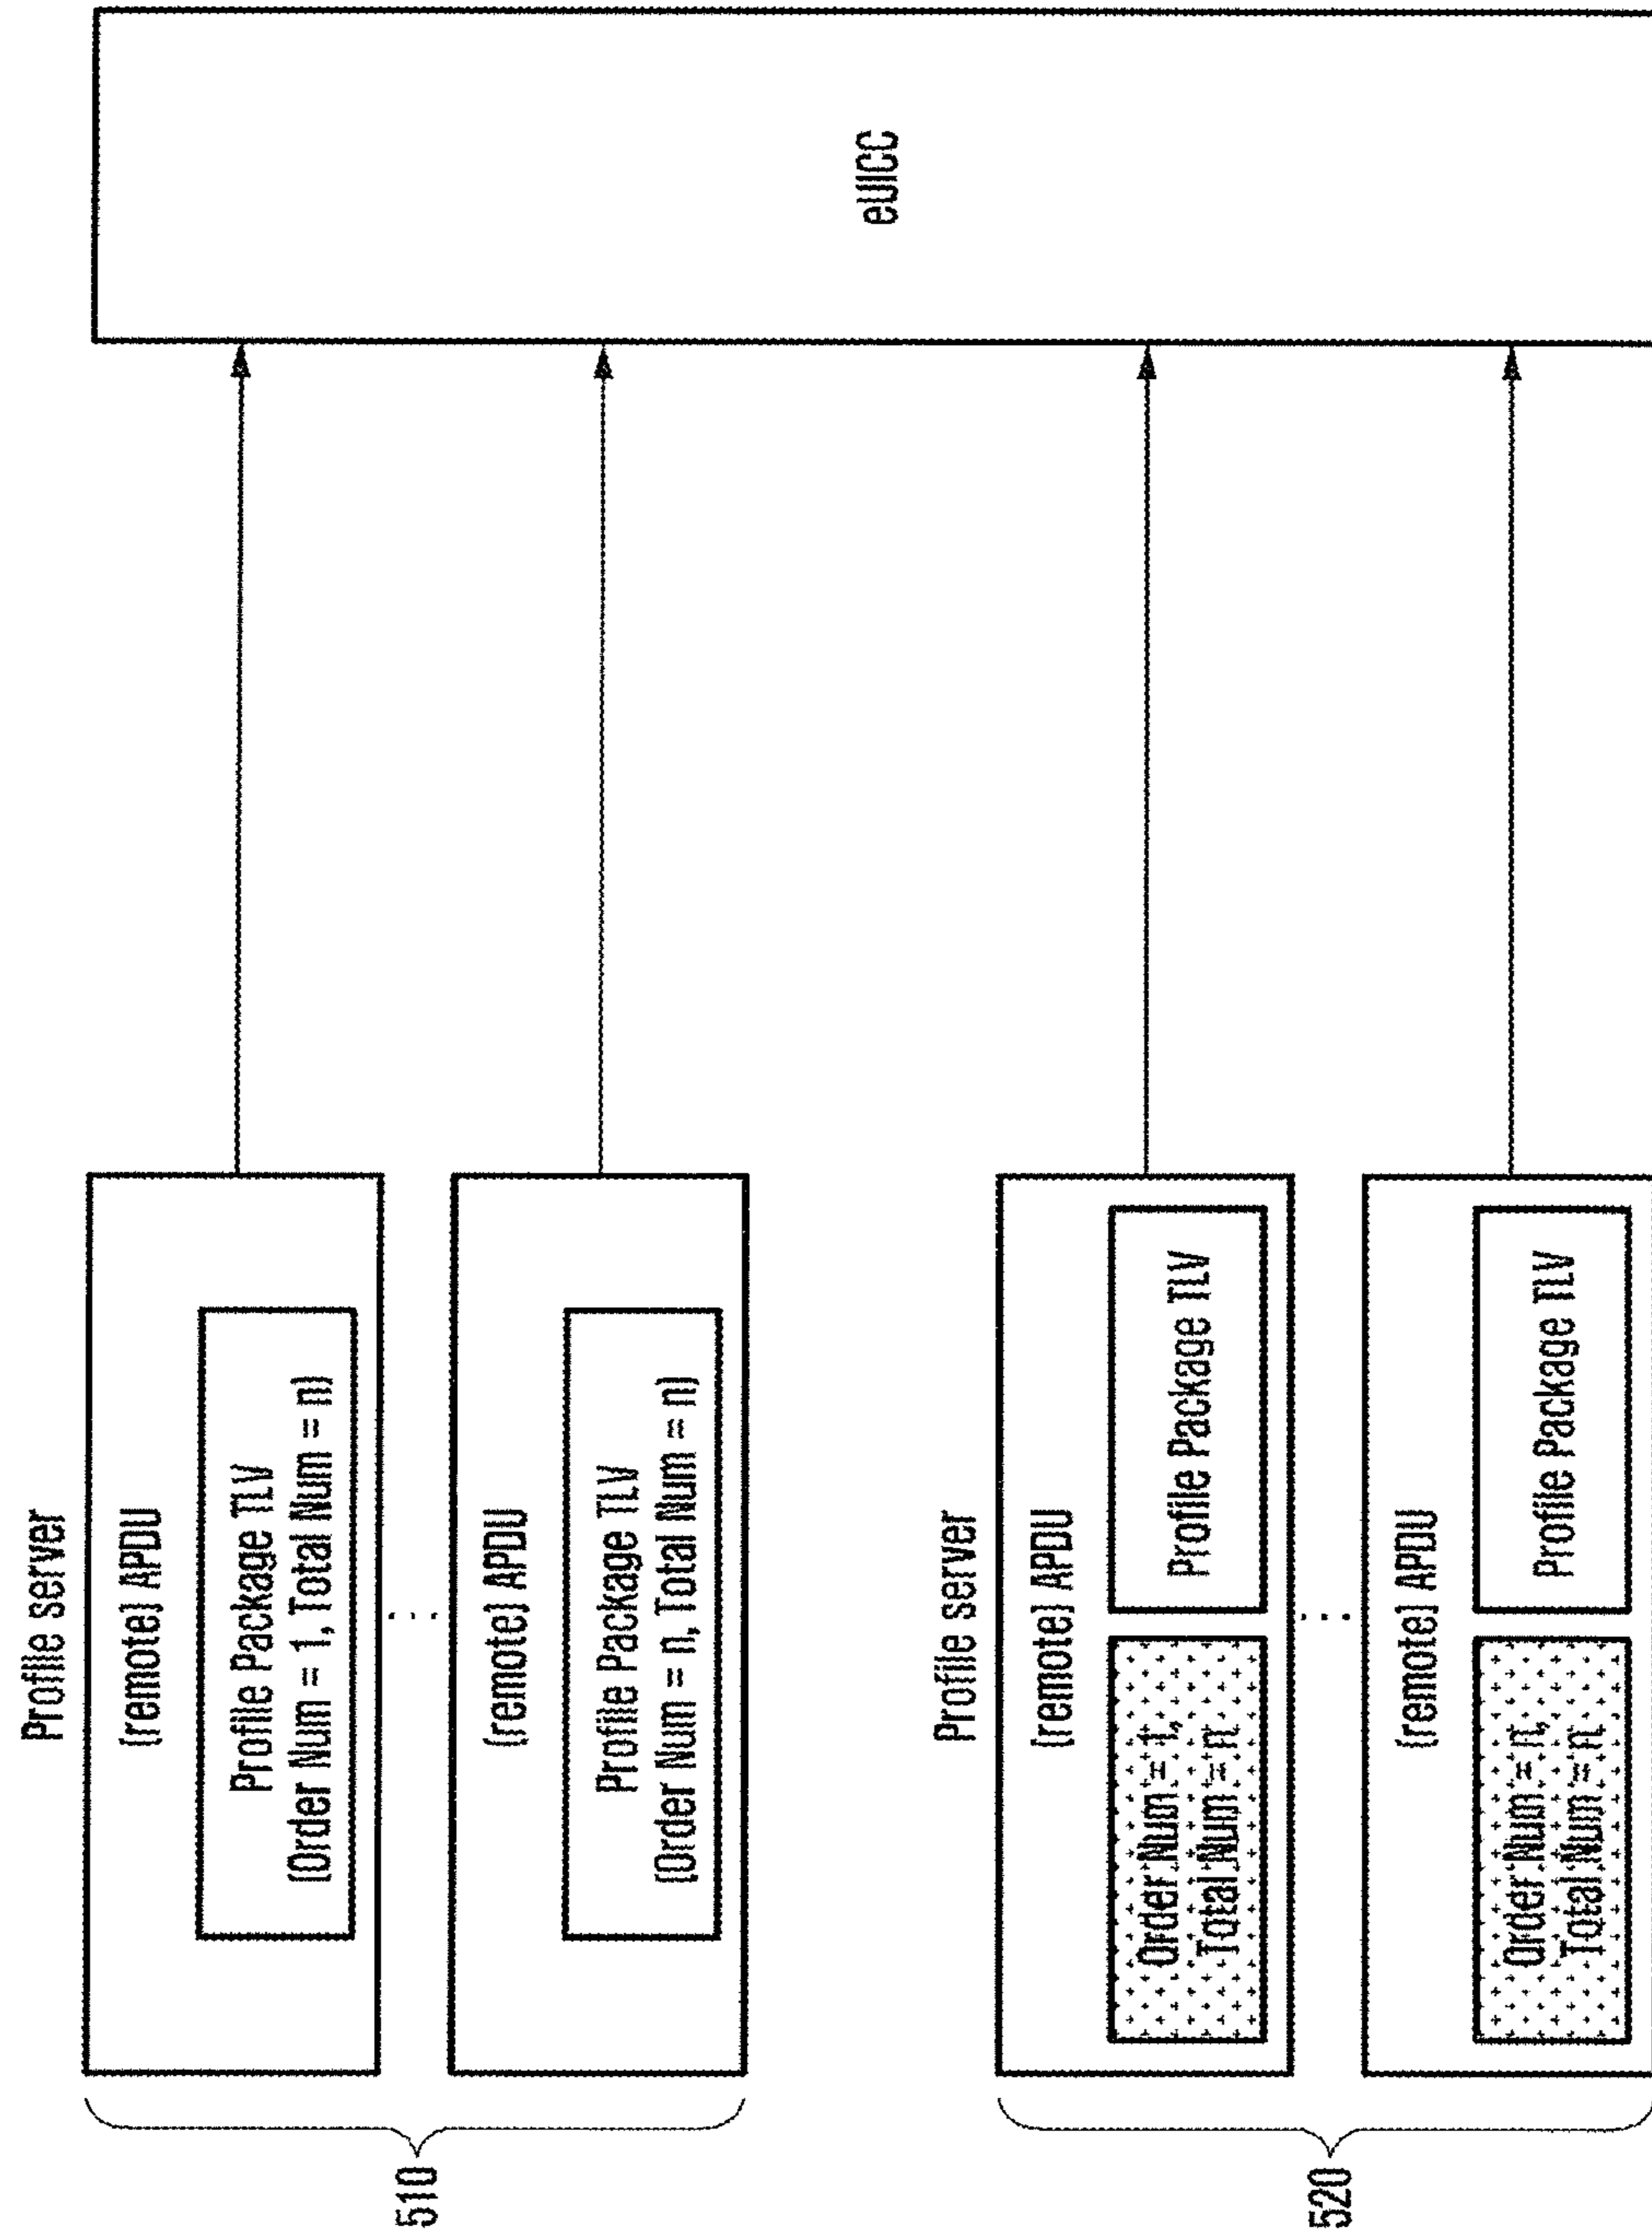 Profile server
510
(remote) APDU
Profile Package TLV
(Order Num = 1, Total Num = n)
...
(remote) APDU
Profile Package TLV
(Order Num = n, Total Num = n)
Profile server
520
(remote) APDU
Order Num = 1,
Total Num = n
Profile Package TLV
...
(remote) APDU
Order Num = n,
Total Num = n
Profile Package TLV
eUICC